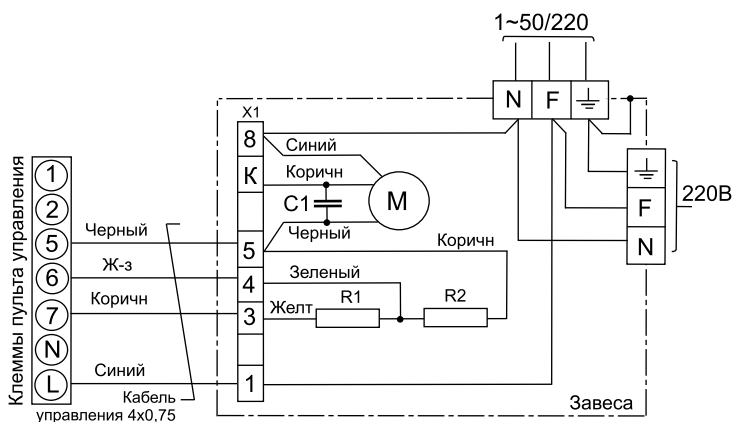 1~50/220
N F
X1
8
Синий
К
Коричн
C1
M
Черный
5
Коричн
4
Зеленый
3
Желт
R1
R2
1
220В
F
N
Завеса
Клеммы пульта управления
1
2
5
6
7
N
L
Черный
Ж-з
Коричн
Синий
Кабель
управления 4x0,75